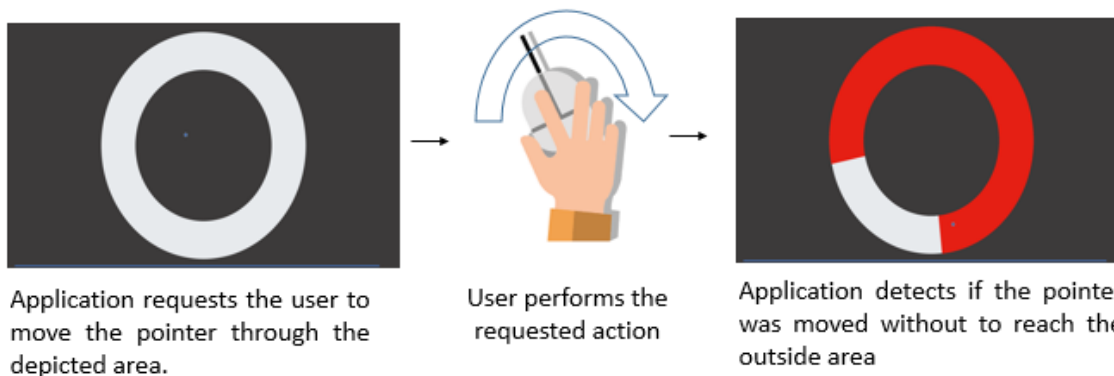 Application requests the user to
move the pointer through the
depicted area.
User performs the
requested action
Application detects if the pointe
was moved without to reach the
outside area